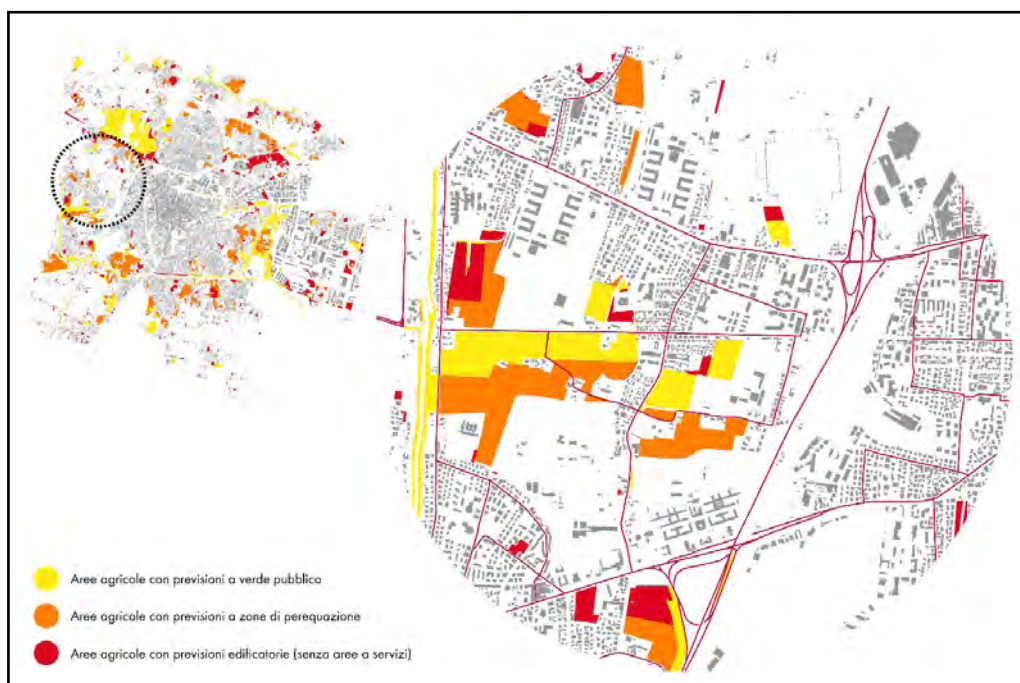 Aree agricole con previsioni a verde pubblico
Aree agricole con previsioni a zone di perequazione
Aree agricole con previsioni edificatorie (senza aree a servizi)